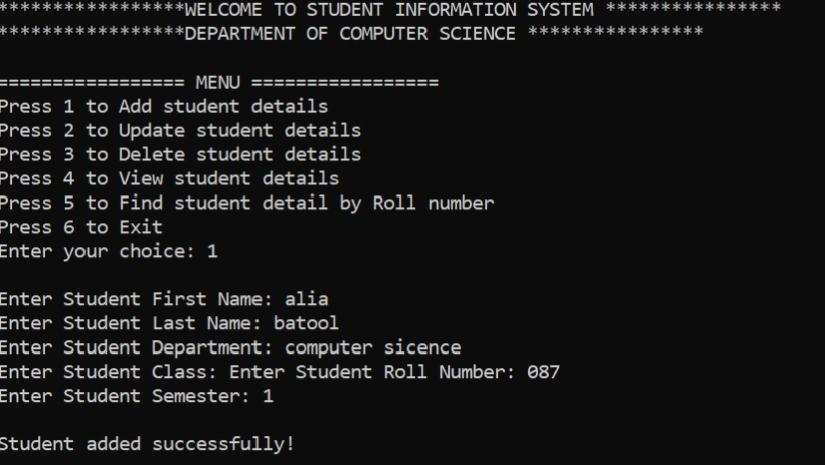 *****************WELCOME TO STUDENT INFORMATION SYSTEM ****************
*****************DEPARTMENT OF COMPUTER SCIENCE ****************
================= MENU =================
Press 1 to Add student details
Press 2 to Update student details
Press 3 to Delete student details
Press 4 to View student details
Press 5 to Find student detail by Roll number
Press 6 to Exit
Enter your choice: 1
Enter Student First Name: alia
Enter Student Last Name: batool
Enter Student Department: computer sicence
Enter Student Class: Enter Student Roll Number: 087
Enter Student Semester: 1
Student added successfully!